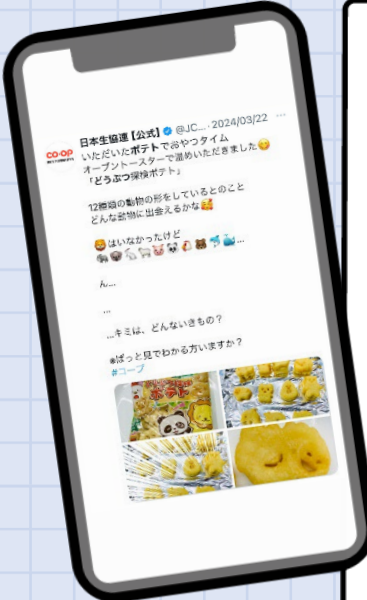 co·op
日本生協連【公式】 @JC... · 2024/03/22 ...
いただいたポテトでおやつタイム
オーブントースターで温めいただきました😋
「どうぶつ探検ポテト」
12種類の動物の形をしているとのこと
どんな動物に出会えるかな🥰
🦁はいなかったけど
...
ん...
...
...キミは、どんないきもの？
※ぱっと見でわかる方いますか？
#コープ
ポテト